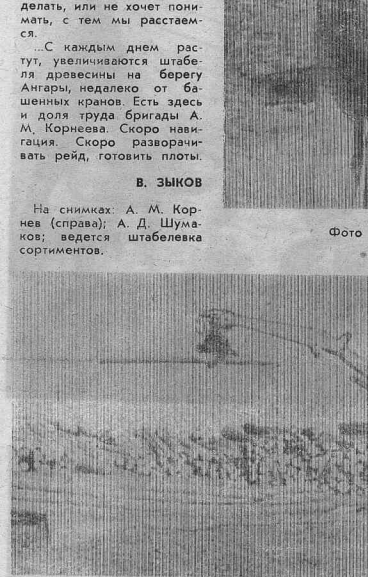 делать, или не хочет пони-
мать, с тем мы расстаем-
ся.
...С каждым днем рас-
тут, увеличиваются штабе-
ля древесины на берегу
Ангары, недалеко от ба-
шенных кранов. Есть здесь
и доля труда бригады А.
М. Корнеева. Скоро нави-
гация. Скоро разворачи-
вать рейд, готовить плоты.
В. ЗЫКОВ
На снимках: А. М. Кор-
нев (справа); А. Д. Шума-
ков; ведется штабелевка
сортиментов.
Фото